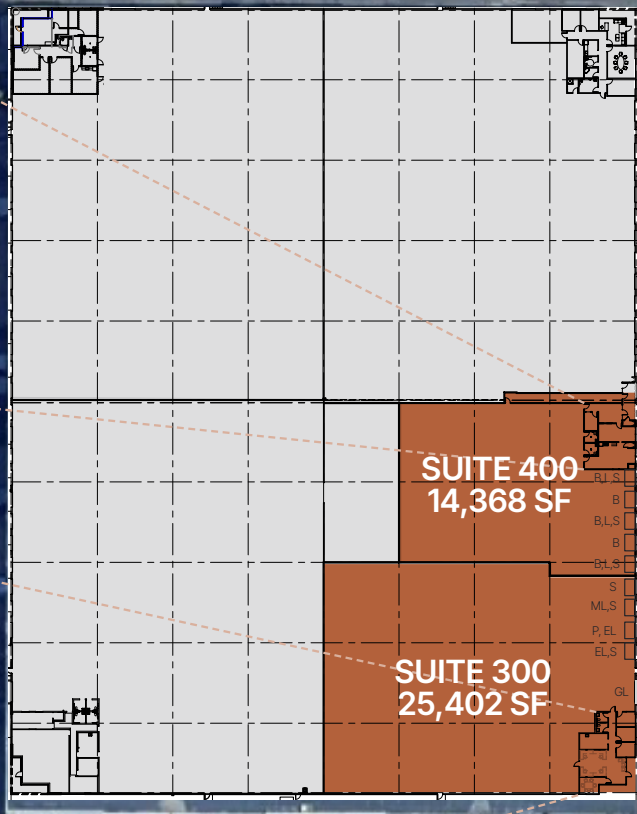 SUITE 400
14,368 SF
B,L,S
B
B,L,S
B
B,L,S
S
ML,S
P, EL
EL,S
SUITE 300
25,402 SF
GL